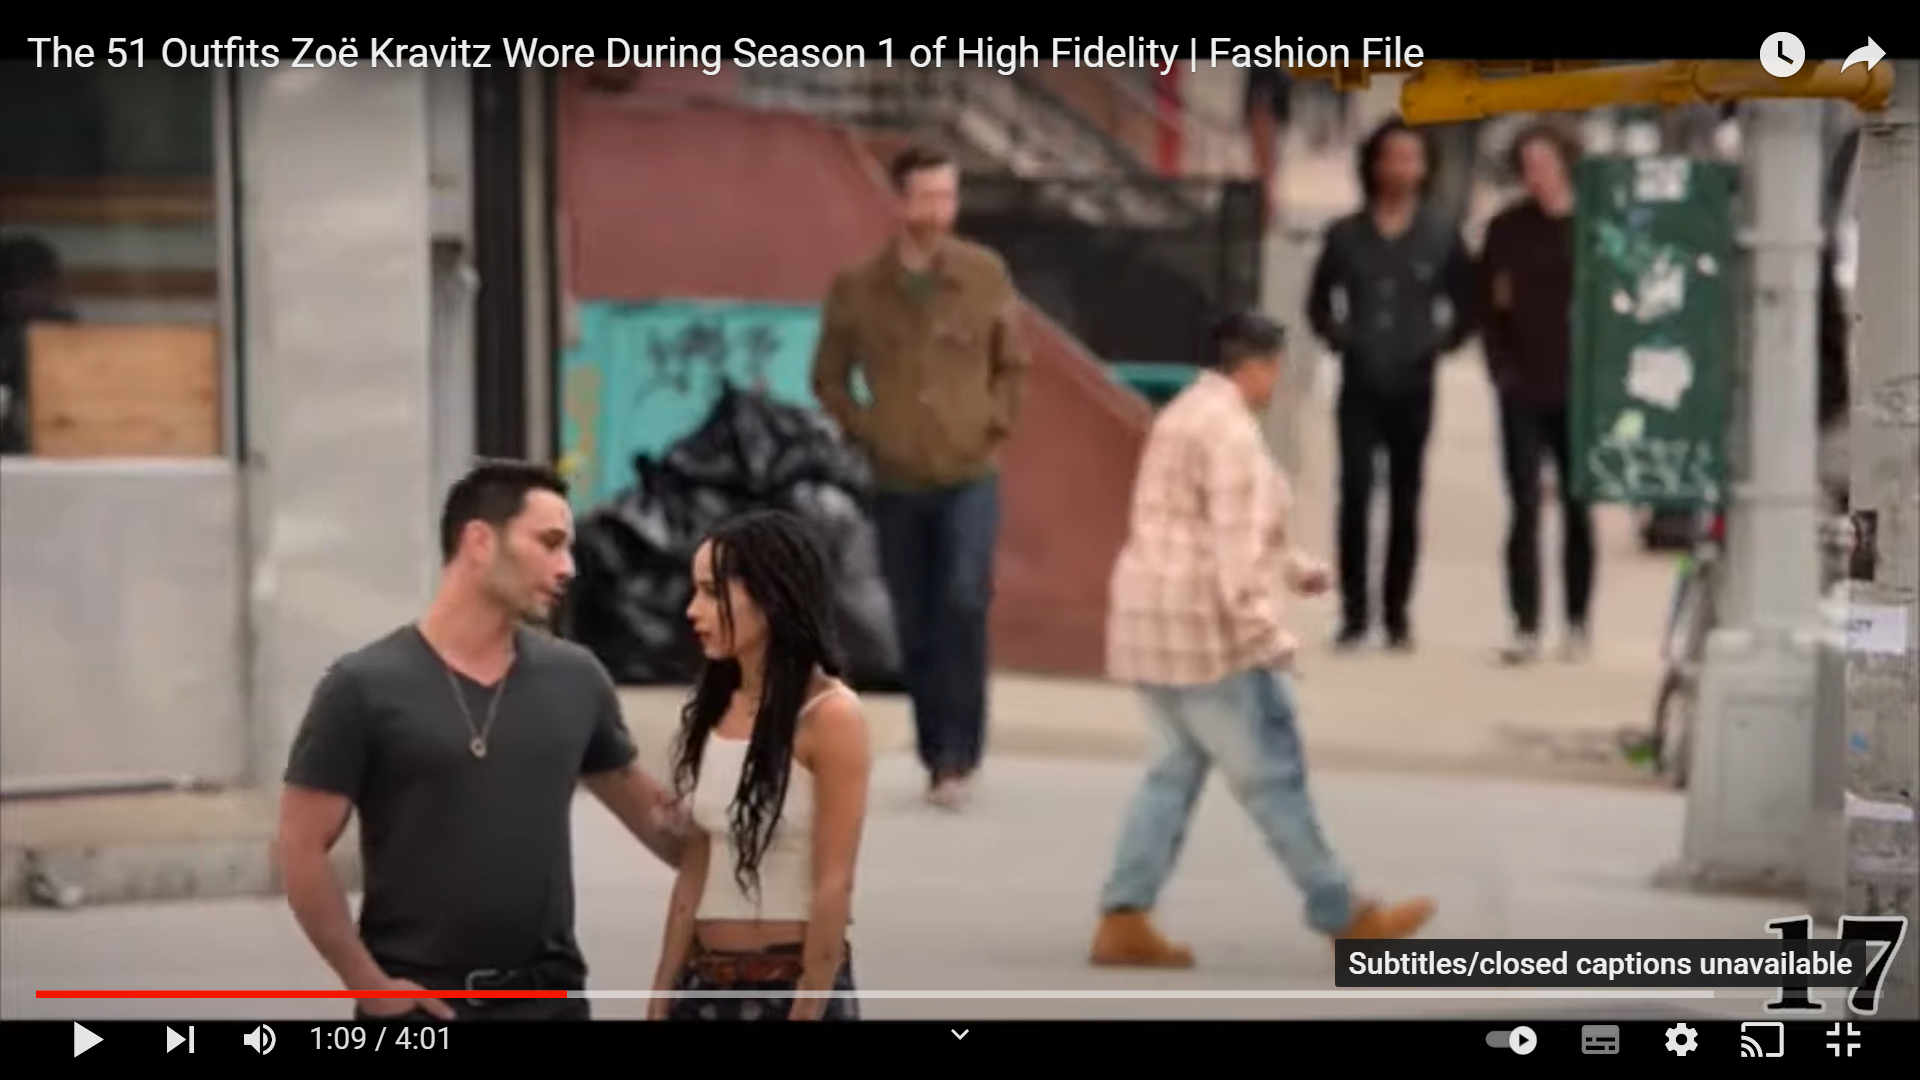 The 51 Outfits Zoë Kravitz Wore During Season 1 of High Fidelity | Fashion File
Subtitles/closed captions unavailable
17
1:09 / 4:01